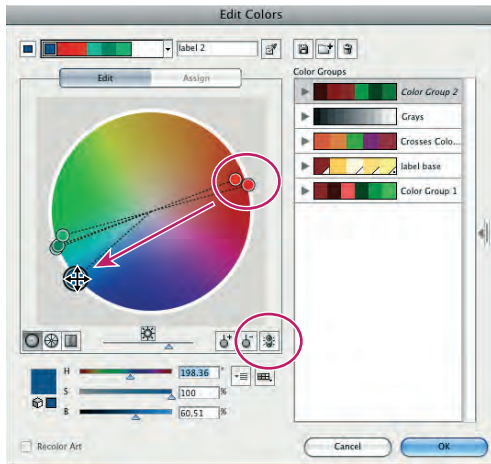 Edit Colors
label 2
Edit Assign
Color Groups
Color Group 2
Grays
Crosses Colo...
label base
Color Group 1
H 198.36 °
S 100 %
B 60.51 %
Recolor Art
Cancel OK